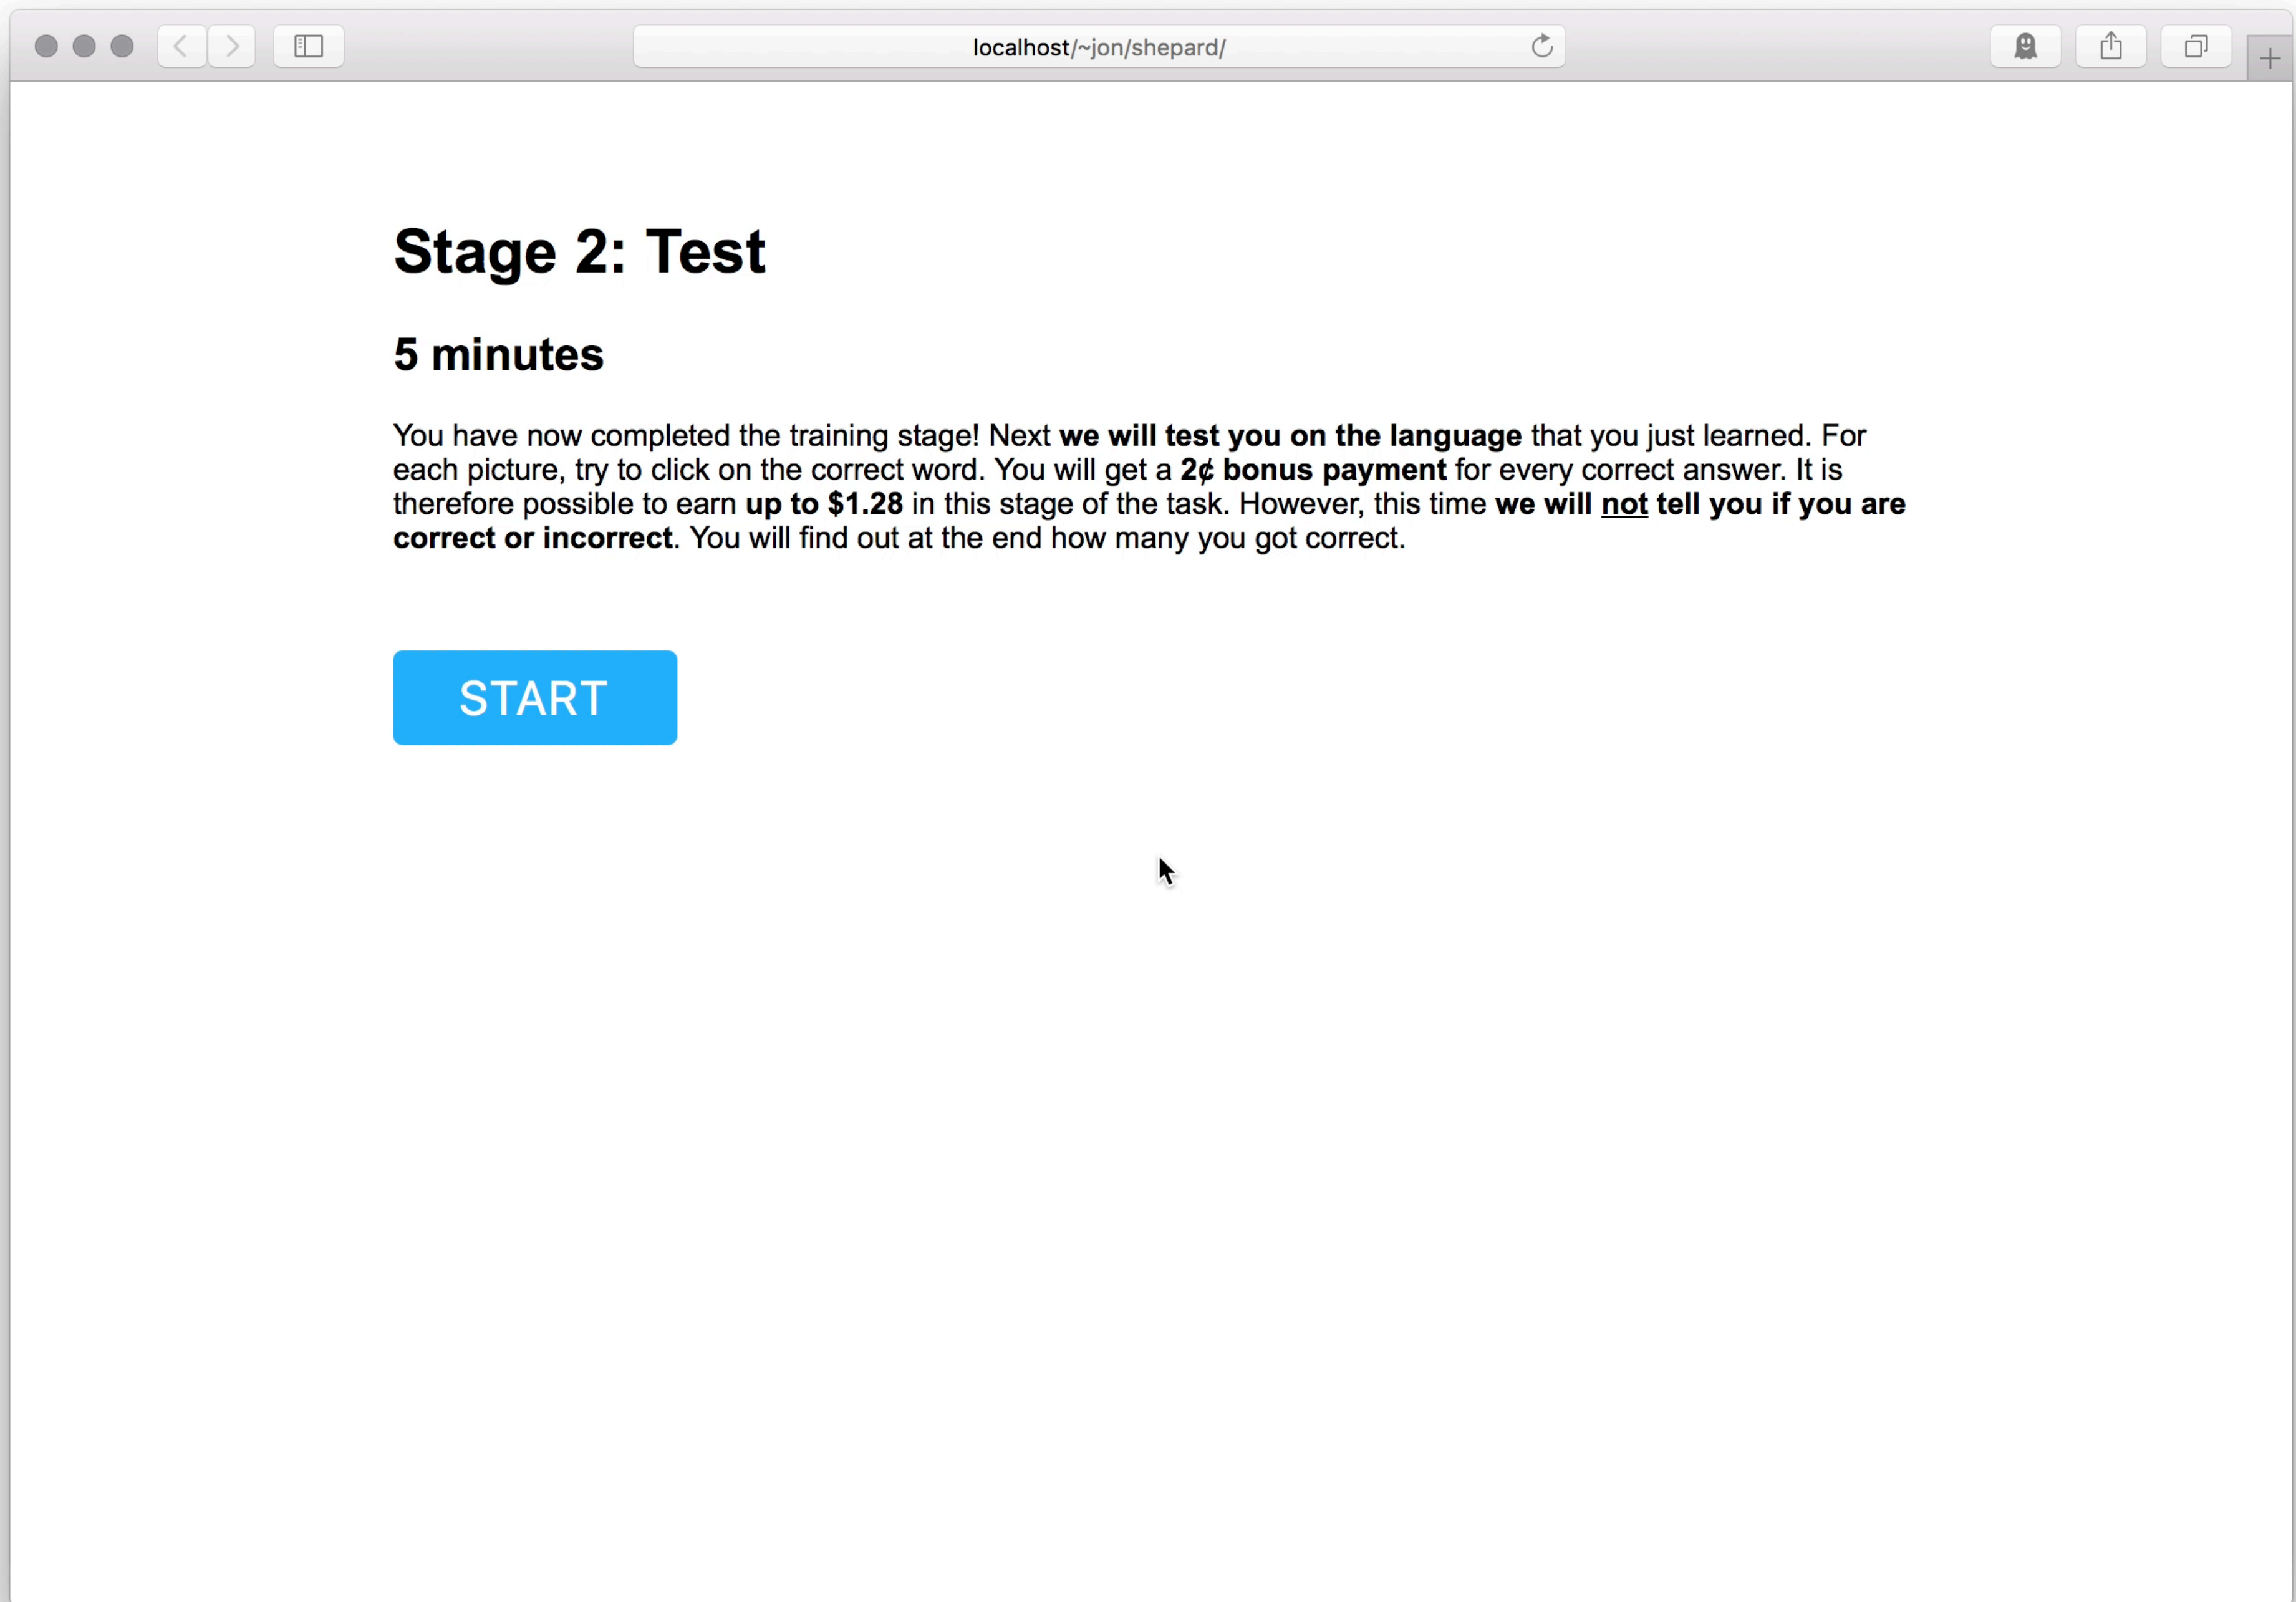 localhost/~jon/shepard/
Stage 2: Test
5 minutes
You have now completed the training stage! Next we will test you on the language that you just learned. For
each picture, try to click on the correct word. You will get a 2¢ bonus payment for every correct answer. It is
therefore possible to earn up to $1.28 in this stage of the task. However, this time we will not tell you if you are
correct or incorrect. You will find out at the end how many you got correct.
START